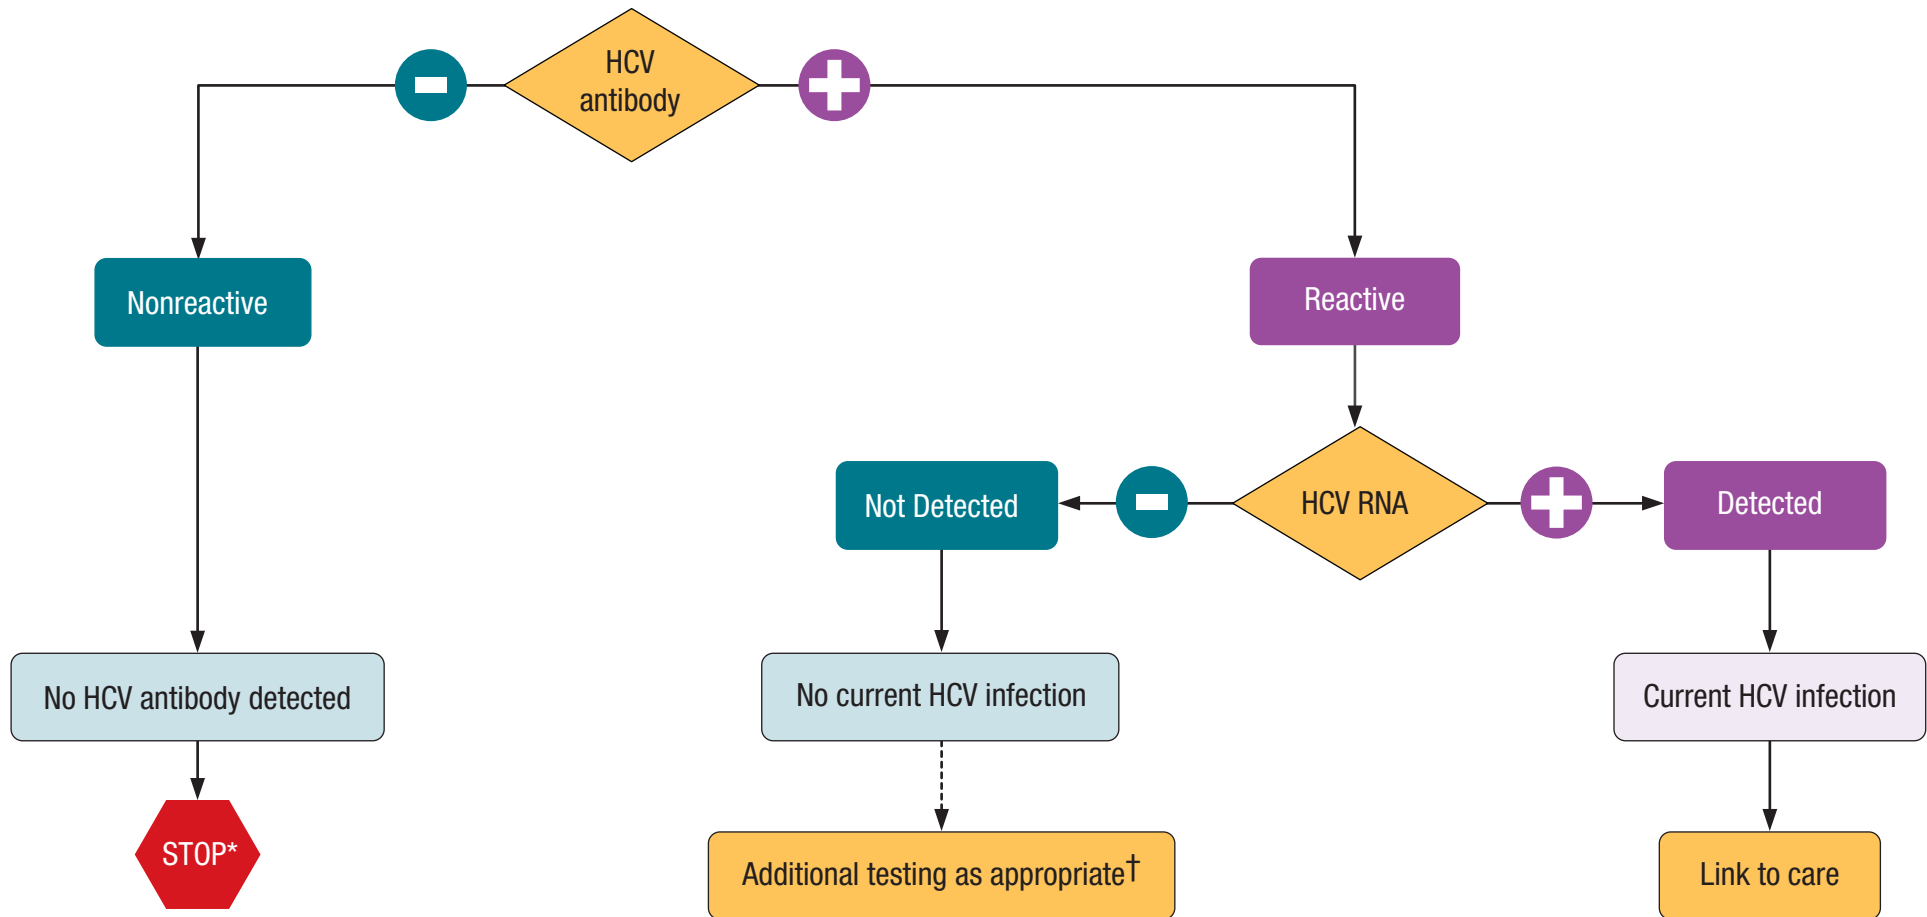 HCV
antibody
Nonreactive
Reactive
Not Detected
HCV RNA
Detected
No HCV antibody detected
No current HCV infection
Current HCV infection
STOP*
Additional testing as appropriate†
Link to care